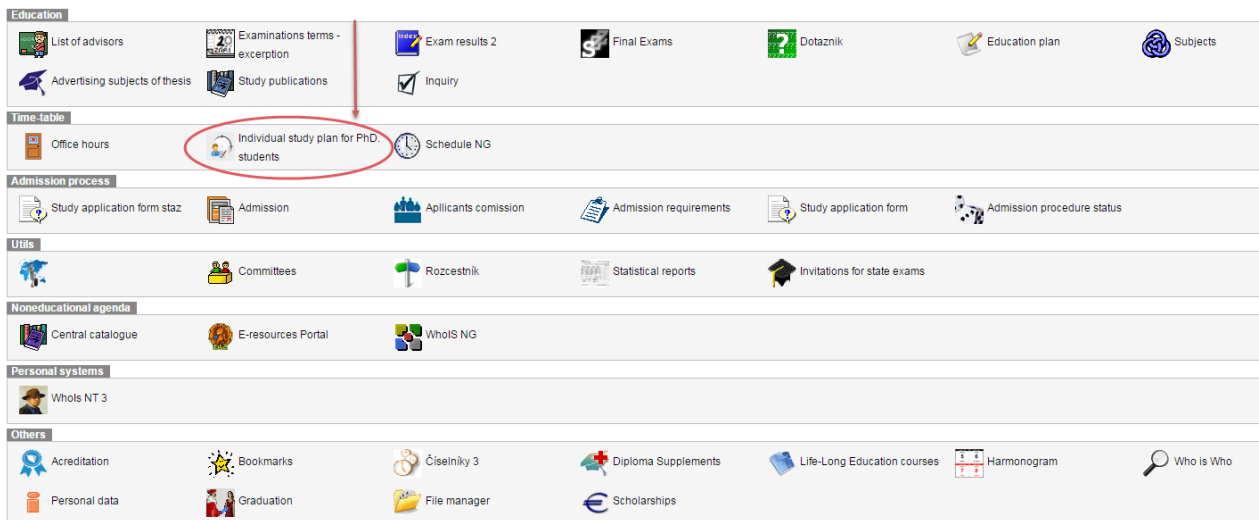 Education
List of advisors
Examinations terms -
excerption
Exam results 2
Final Exams
Dotaznik
Education plan
Subjects
Advertising subjects of thesis
Study publications
Inquiry
Time-table
Office hours
Individual study plan for PhD.
students
Schedule NG
Admission process
Study application form staz
Admission
Apllicants comission
Admission requirements
Study application form
Admission procedure status
Utils
Committees
Rozcestník
Statistical reports
Invitations for state exams
Noneducational agenda
Central catalogue
E-resources Portal
WhoIS NG
Personal systems
WhoIs NT 3
Others
Acreditation
Bookmarks
Číselníky 3
Diploma Supplements
Life-Long Education courses
Harmonogram
Who is Who
Personal data
Graduation
File manager
Scholarships